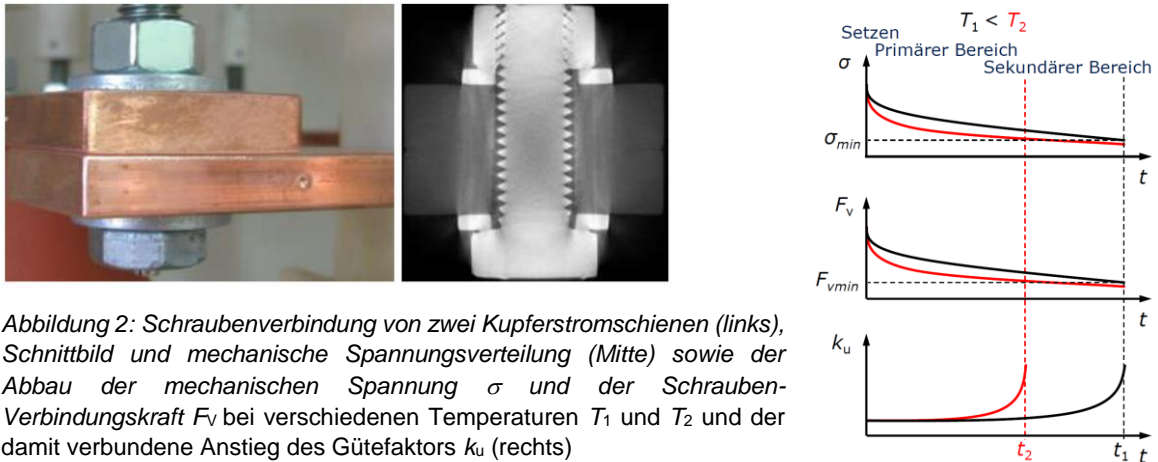 Abbildung 2: Schraubenverbindung von zwei Kupferstromschienen (links),
Schnittbild und mechanische Spannungsverteilung (Mitte) sowie der
Abbau der mechanischen Spannung σ und der Schrauben-
Verbindungskraft Fv bei verschiedenen Temperaturen T1 und T2 und der
damit verbundene Anstieg des Gütefaktors ku (rechts)
T1 < T2
Setzen
Primärer Bereich
Sekundärer Bereich
σ
σmin
t
Fv
Fvmin
t
ku
t2
t1
t